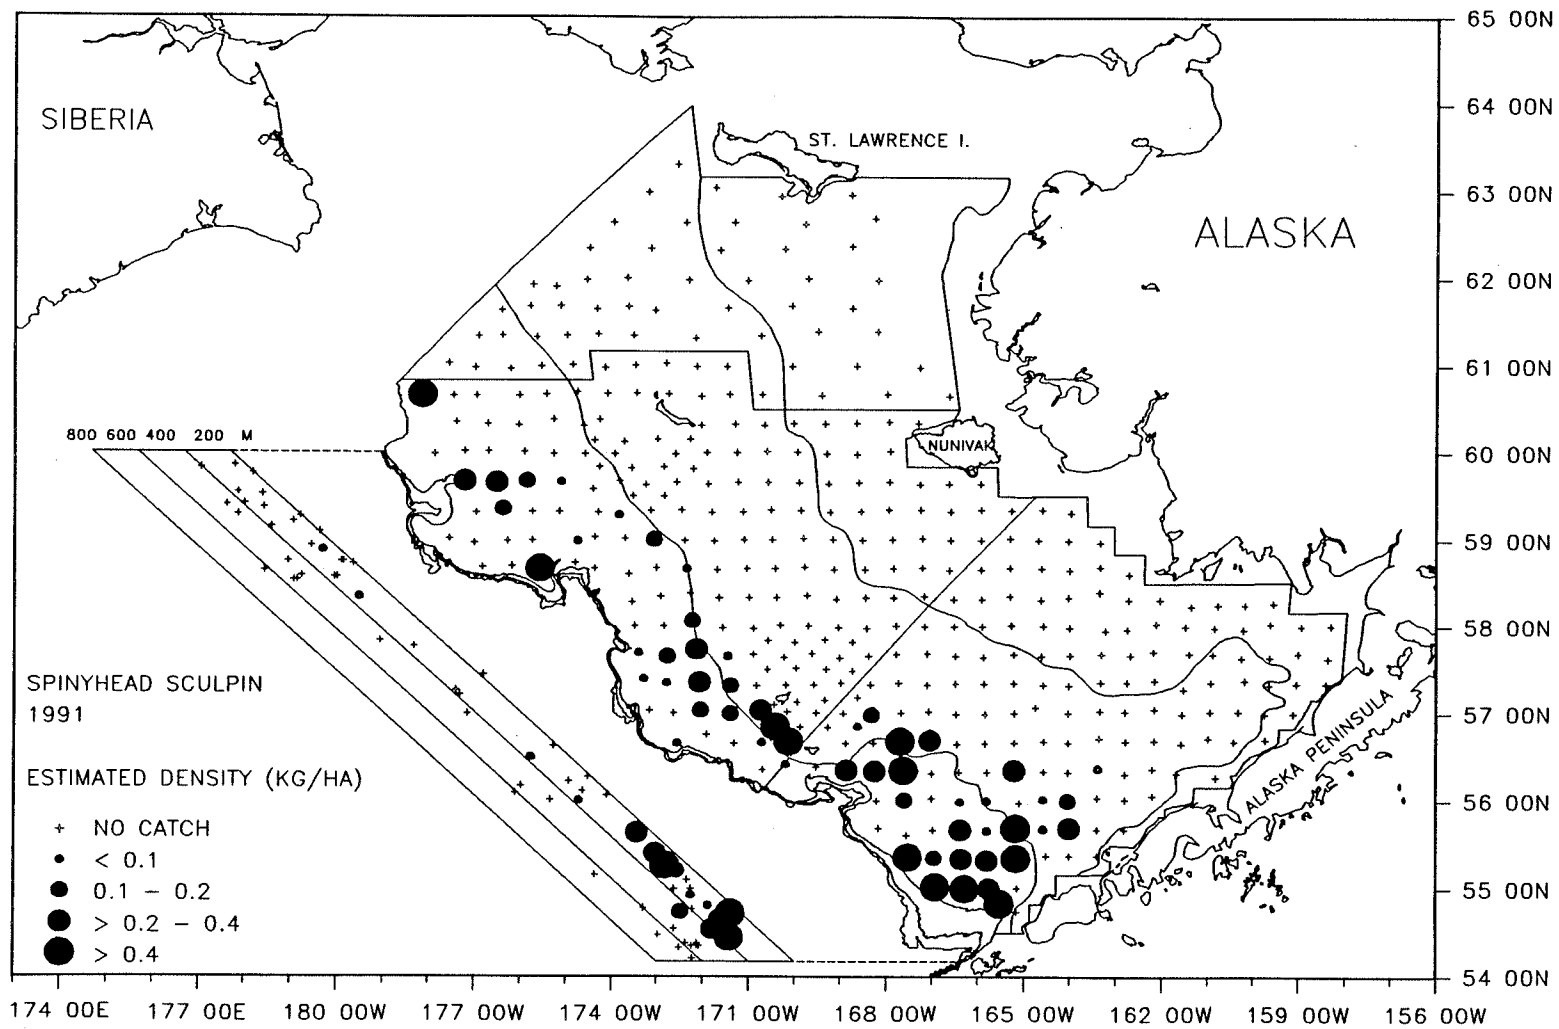 65 00N
SIBERIA
64 00N
ST. LAWRENCE I.
63 00N
ALASKA
62 00N
61 00N
800 600 400 200 M
NUNIVAK
60 00N
59 00N
58 00N
SPINYHEAD SCULPIN
1991
57 00N
ALASKA PENINSULA
ESTIMATED DENSITY (KG/HA)
56 00N
+ NO CATCH
< 0.1
0.1 - 0.2
55 00N
> 0.2 - 0.4
> 0.4
54 00N
174 00E 177 00E 180 00W 177 00W 174 00W 171 00W 168 00W 165 00W 162 00W 159 00W 156 00W